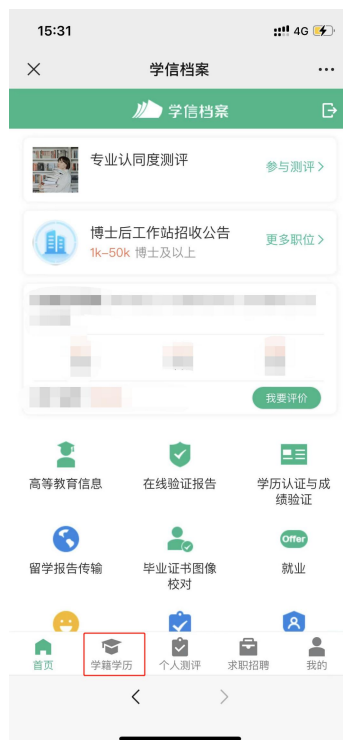 15:31
4G
学信档案
学信档案
专业认同度测评
参与测评 >
博士后工作站招收公告
1k–50k 博士及以上
更多职位 >
我要评价
高等教育信息
在线验证报告
学历认证与成
绩验证
Offer
留学报告传输
毕业证书图像
校对
就业
首页
学籍学历
个人测评
求职招聘
我的